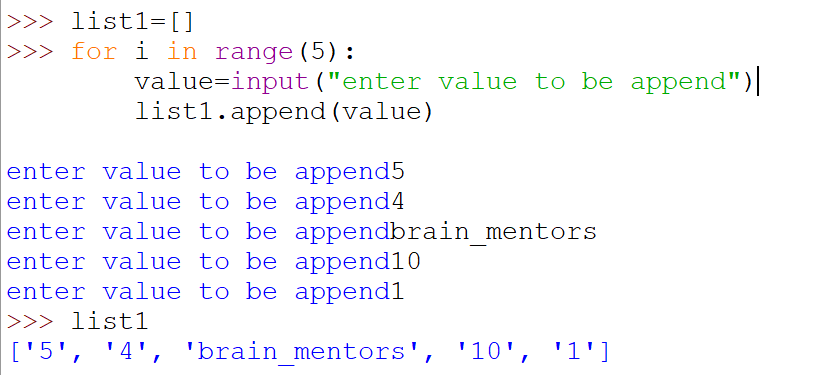 >>> list1=[]
>>> for i in range(5):
        value=input("enter value to be append")
        list1.append(value)

enter value to be append5
enter value to be append4
enter value to be appendbrain_mentors
enter value to be append10
enter value to be append1
>>> list1
['5', '4', 'brain_mentors', '10', '1']